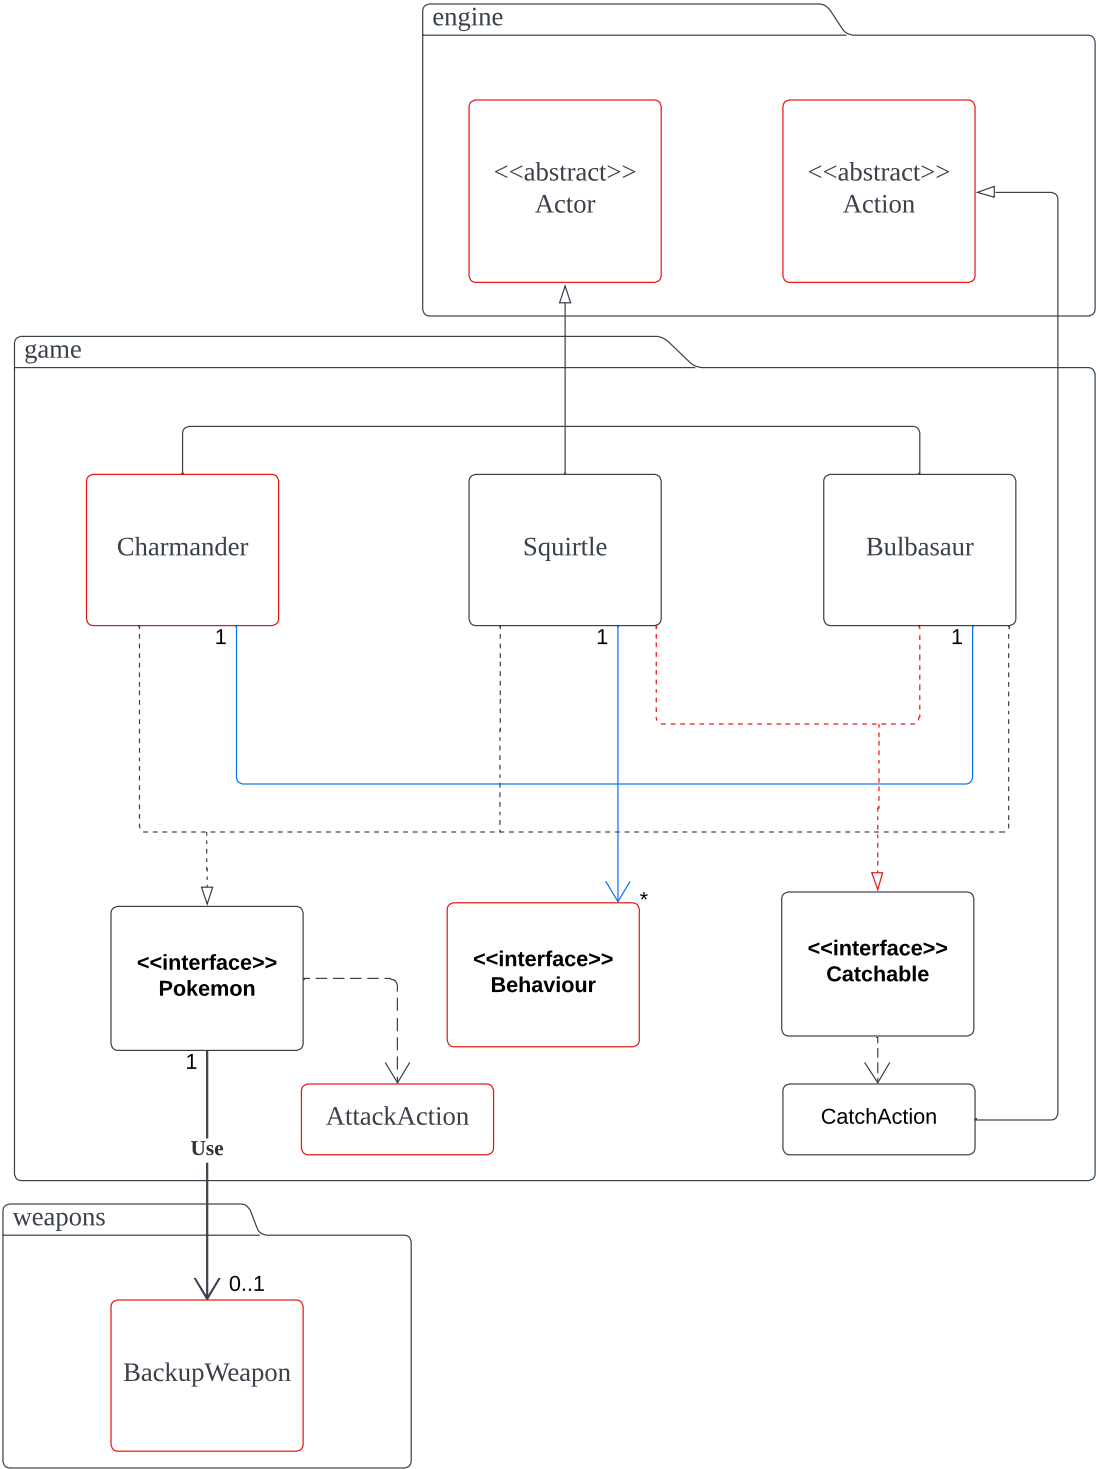 engine
<<abstract>>
Actor
<<abstract>>
Action
game
Charmander
Squirtle
Bulbasaur
1
1
1
*
<<interface>>
Pokemon
<<interface>>
Behaviour
<<interface>>
Catchable
1
AttackAction
CatchAction
Use
weapons
0..1
BackupWeapon